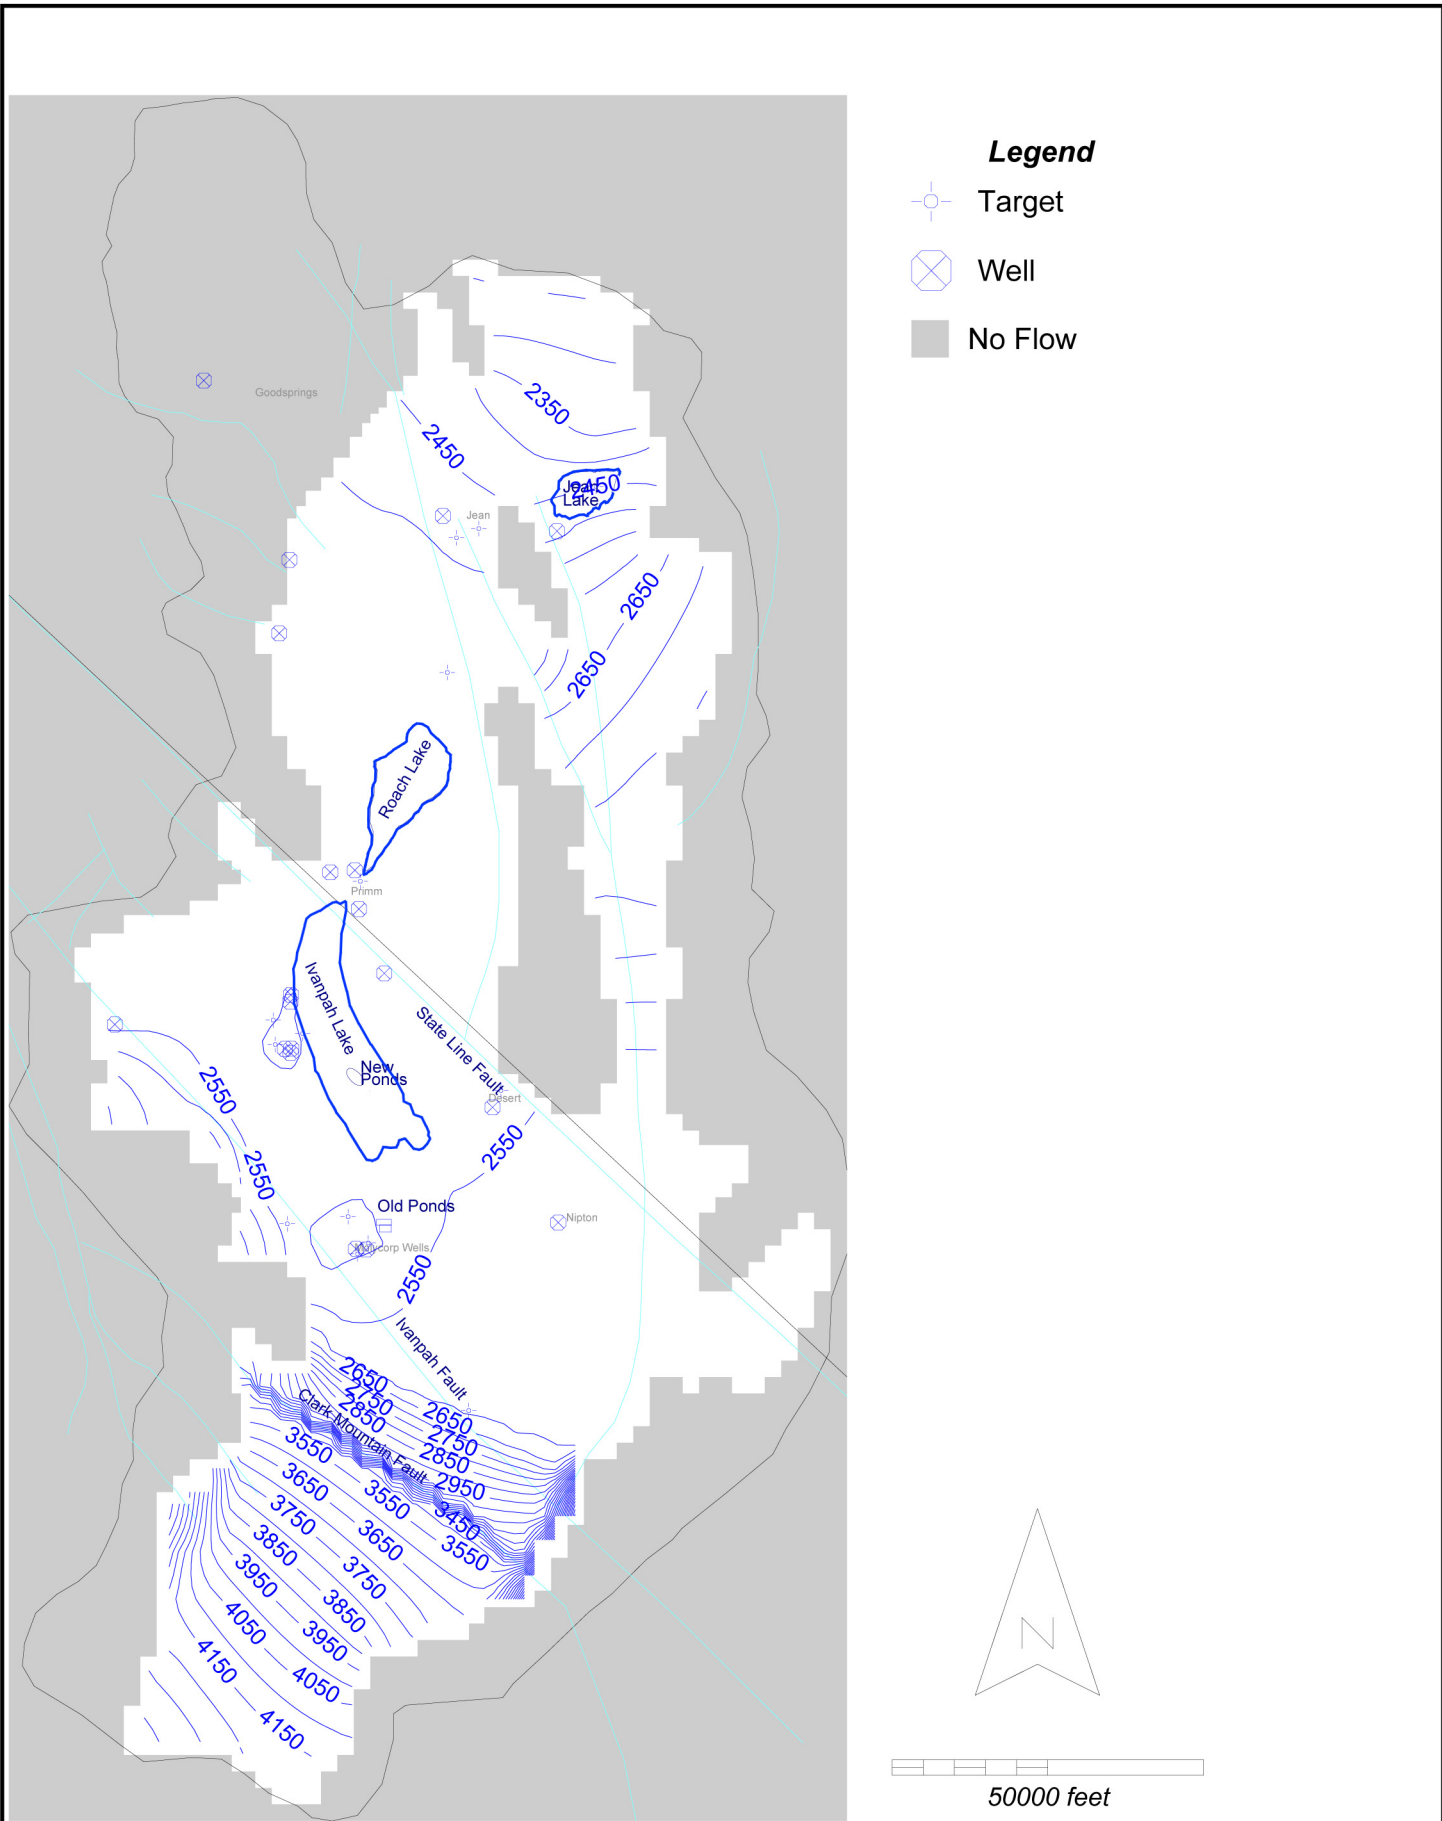 Legend
Target
Well
No Flow
Goodsprings
2350
2450
Jean
Lake
2450
Jean
2650
2650
Roach Lake
Primm
Ivanpah Lake
State Line Fault
New
Ponds
Desert
2550
2550
2550
Old Ponds
Nipton
Molycorp Wells
2550
Ivanpah Fault
2650
2750
2850
2650
2750
2850
2950
Clark Mountain Fault
3550
3450
3650
3550
3550
3750
3650
3850
3750
3950
3850
4050
3950
4150
4050
4150
N
50000 feet